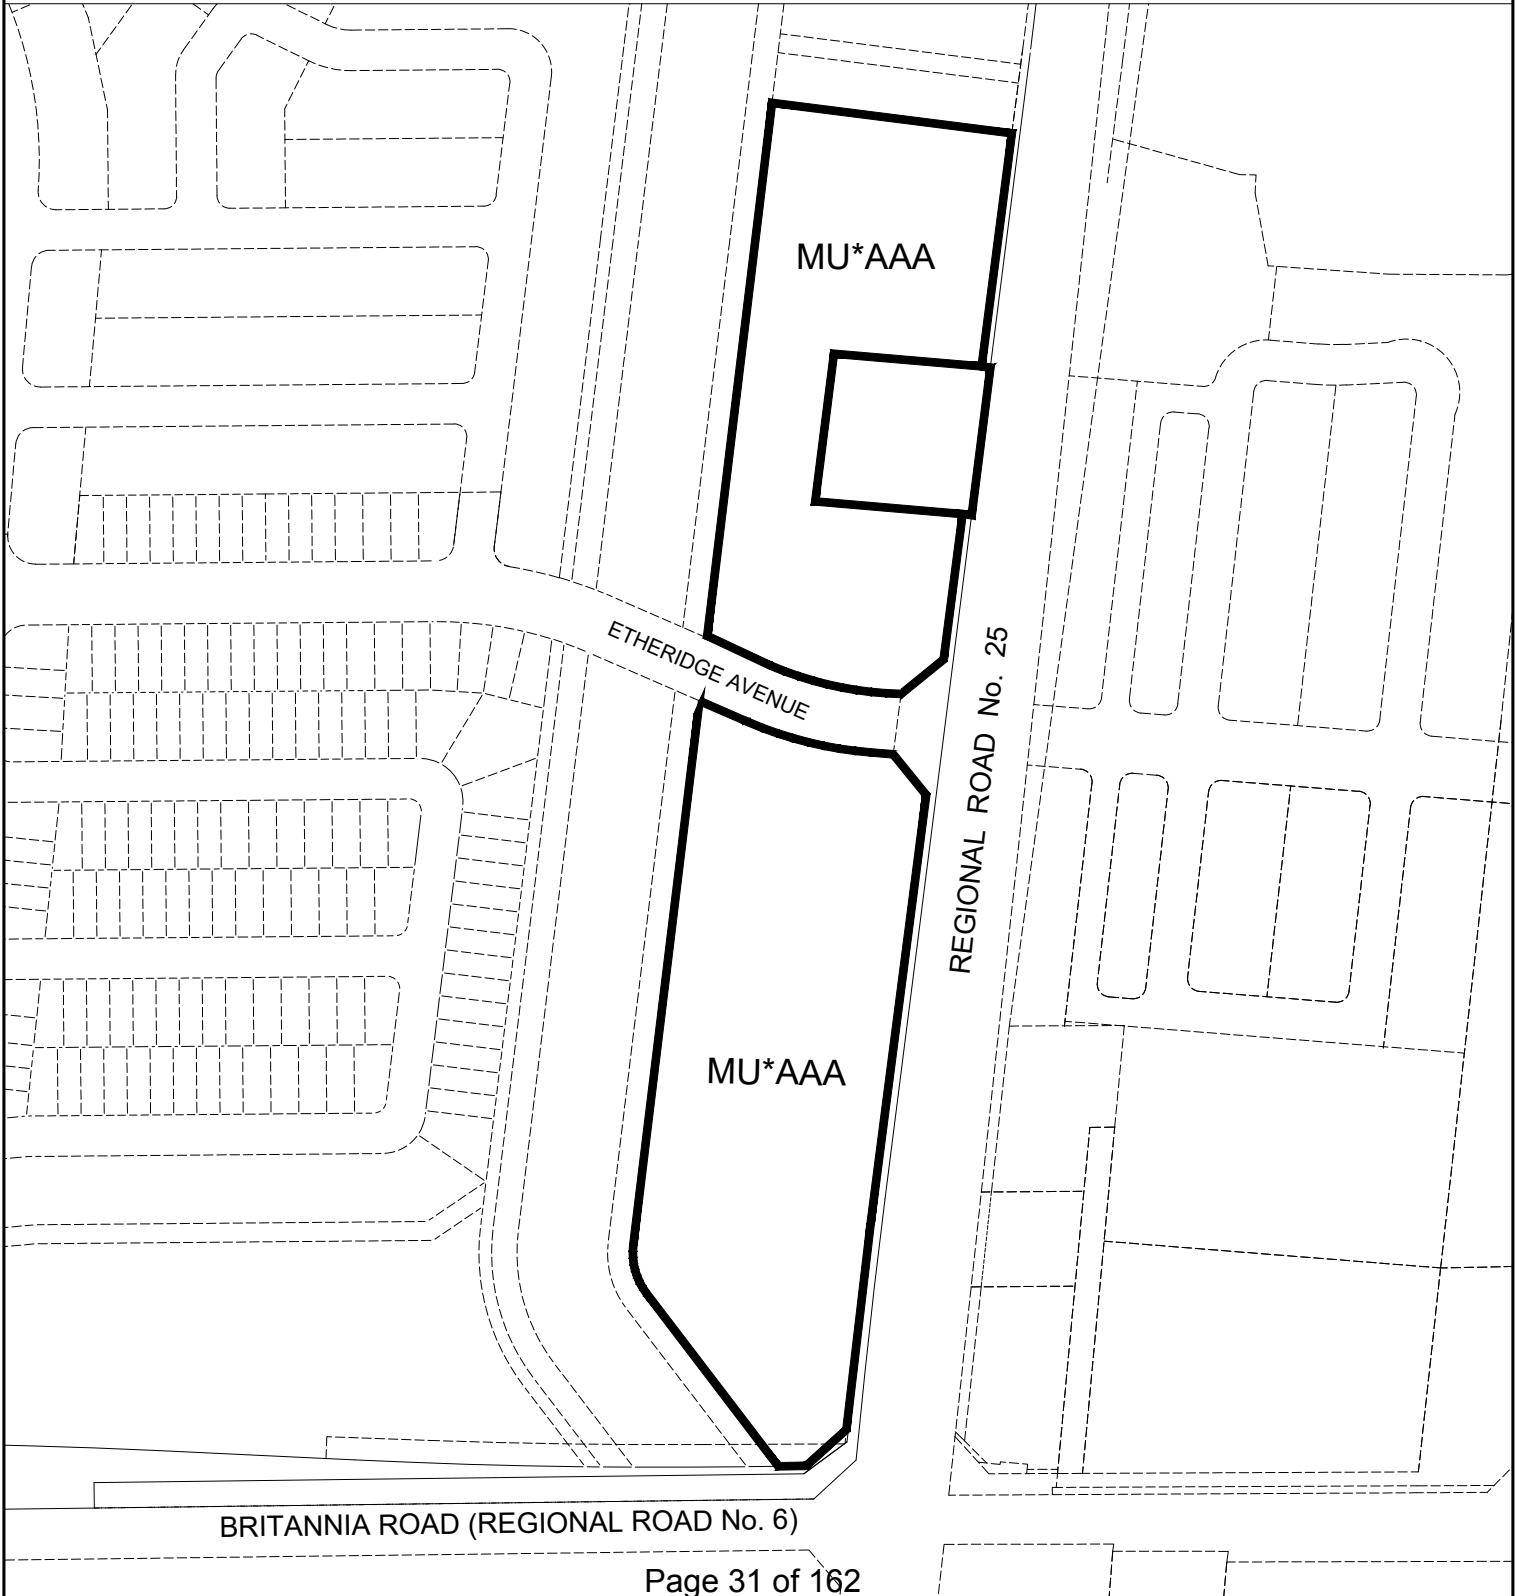 MU*AAA
ETHERIDGE AVENUE
REGIONAL ROAD No. 25
MU*AAA
BRITANNIA ROAD (REGIONAL ROAD No. 6)
Page 31 of 162